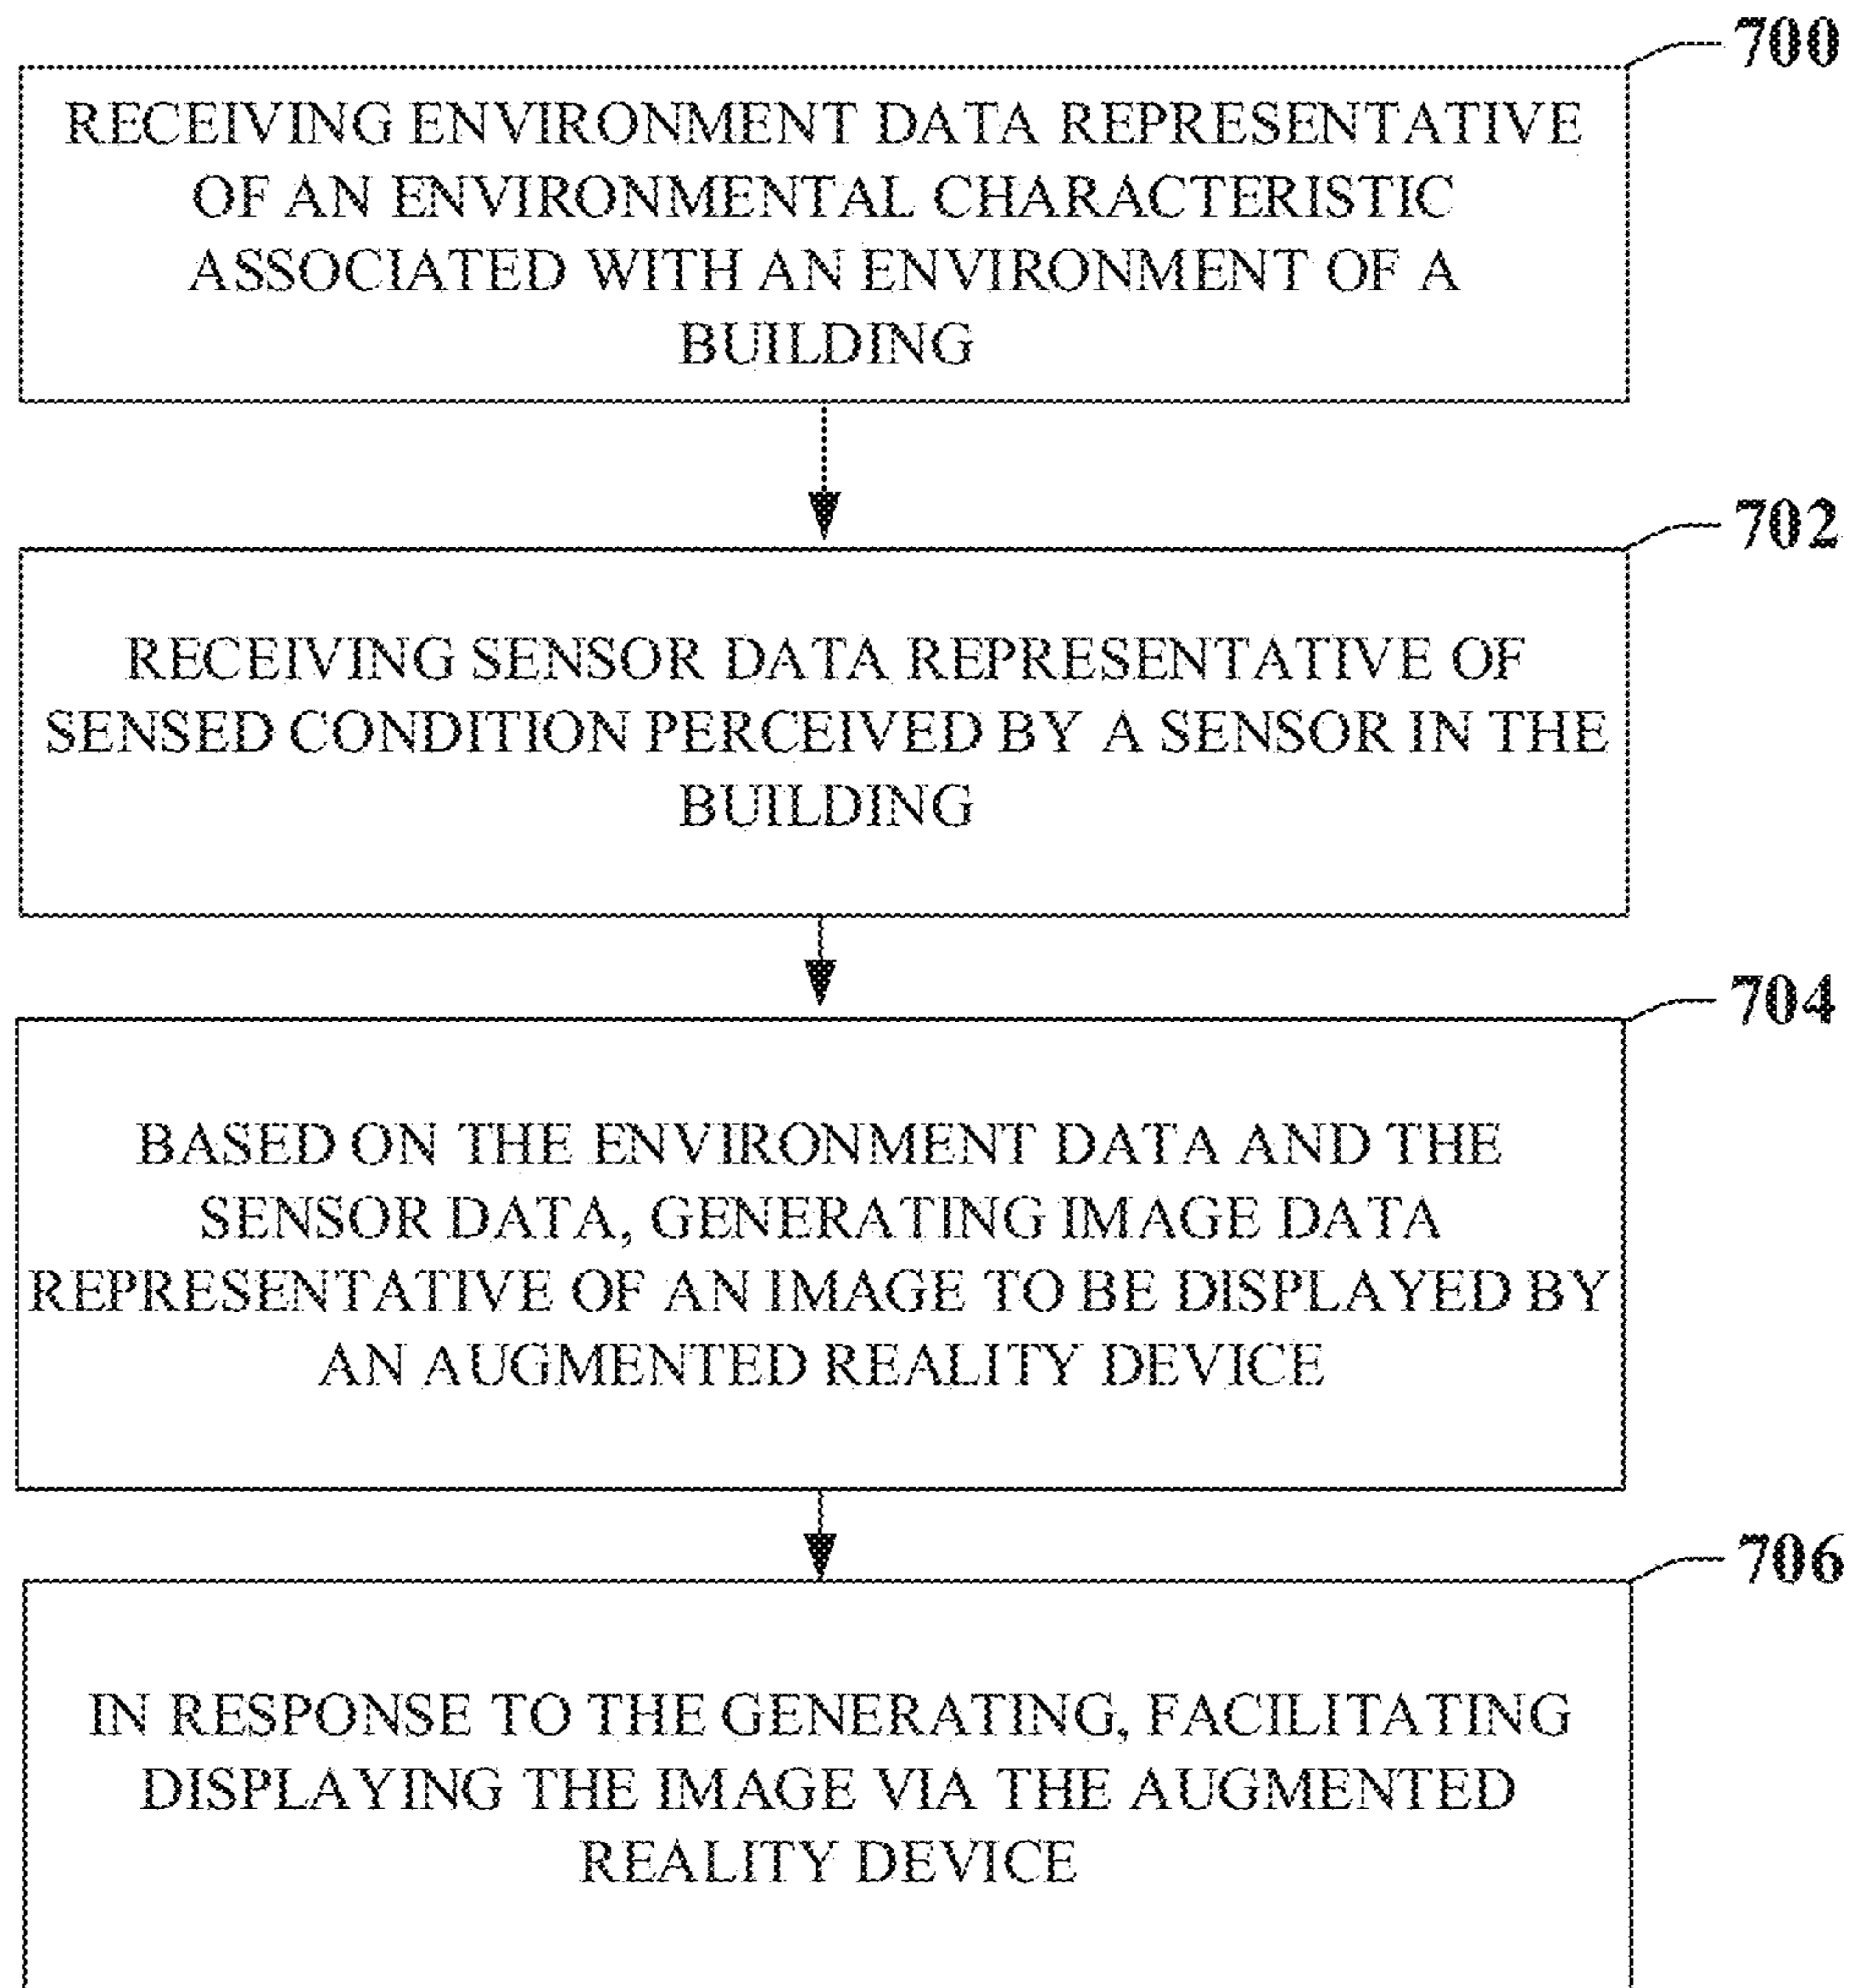 700
RECEIVING ENVIRONMENT DATA REPRESENTATIVE
OF AN ENVIRONMENTAL CHARACTERISTIC
ASSOCIATED WITH AN ENVIRONMENT OF A
BUILDING
702
RECEIVING SENSOR DATA REPRESENTATIVE OF
SENSED CONDITION PERCEIVED BY A SENSOR IN THE
BUILDING
704
BASED ON THE ENVIRONMENT DATA AND THE
SENSOR DATA, GENERATING IMAGE DATA
REPRESENTATIVE OF AN IMAGE TO BE DISPLAYED BY
AN AUGMENTED REALITY DEVICE
706
IN RESPONSE TO THE GENERATING, FACILITATING
DISPLAYING THE IMAGE VIA THE AUGMENTED
REALITY DEVICE